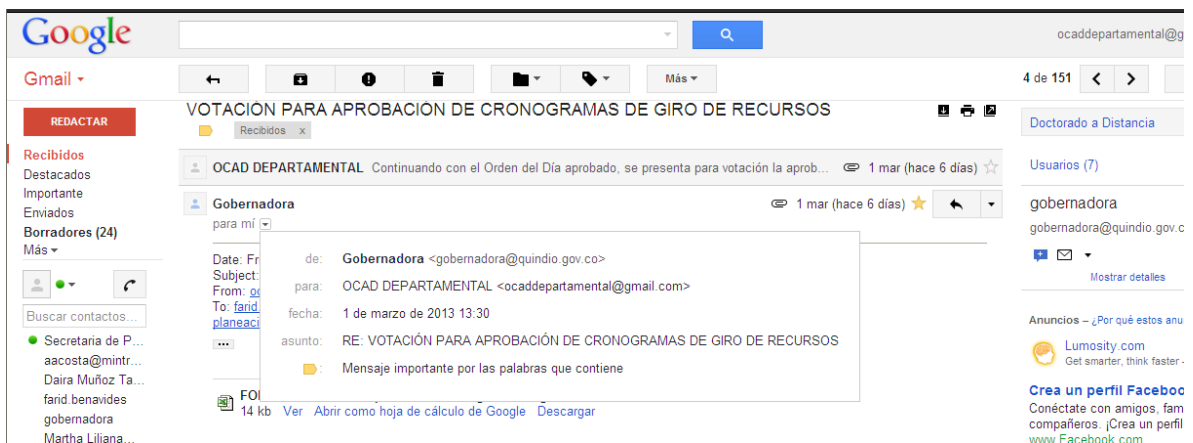 Google
ocaddepartamental@g
Gmail
Más
4 de 151
REDACTAR
VOTACIÓN PARA APROBACIÓN DE CRONOGRAMAS DE GIRO DE RECURSOS
Recibidos x
Doctorado a Distancia
Recibidos
Destacados
Importante
Enviados
Borradores (24)
Más
OCAD DEPARTAMENTAL Continuando con el Orden del Día aprobado, se presenta para votación la aprob... 1 mar (hace 6 días)
Usuarios (7)
Gobernadora 1 mar (hace 6 días)
para mí
gobernadora
gobernadora@quindio.gov.c
Mostrar detalles
Date: Fr
Subject:
From: oc
To: farid.
planeaci
...
de: Gobernadora <gobernadora@quindio.gov.co>
para: OCAD DEPARTAMENTAL <ocaddepartamental@gmail.com>
fecha: 1 de marzo de 2013 13:30
asunto: RE: VOTACIÓN PARA APROBACIÓN DE CRONOGRAMAS DE GIRO DE RECURSOS
Mensaje importante por las palabras que contiene
FO
14 kb Ver Abrir como hoja de cálculo de Google Descargar
Buscar contactos...
Secretaria de P...
aacosta@mintr...
Daira Muñoz Ta...
farid.benavides
gobernadora
Martha Liliana...
Anuncios – ¿Por qué estos anu
Lumosity.com
Get smarter, think faster -
Crea un perfil Faceboo
Conéctate con amigos, fam
compañeros. ¡Crea un perfil
www.Facebook.com